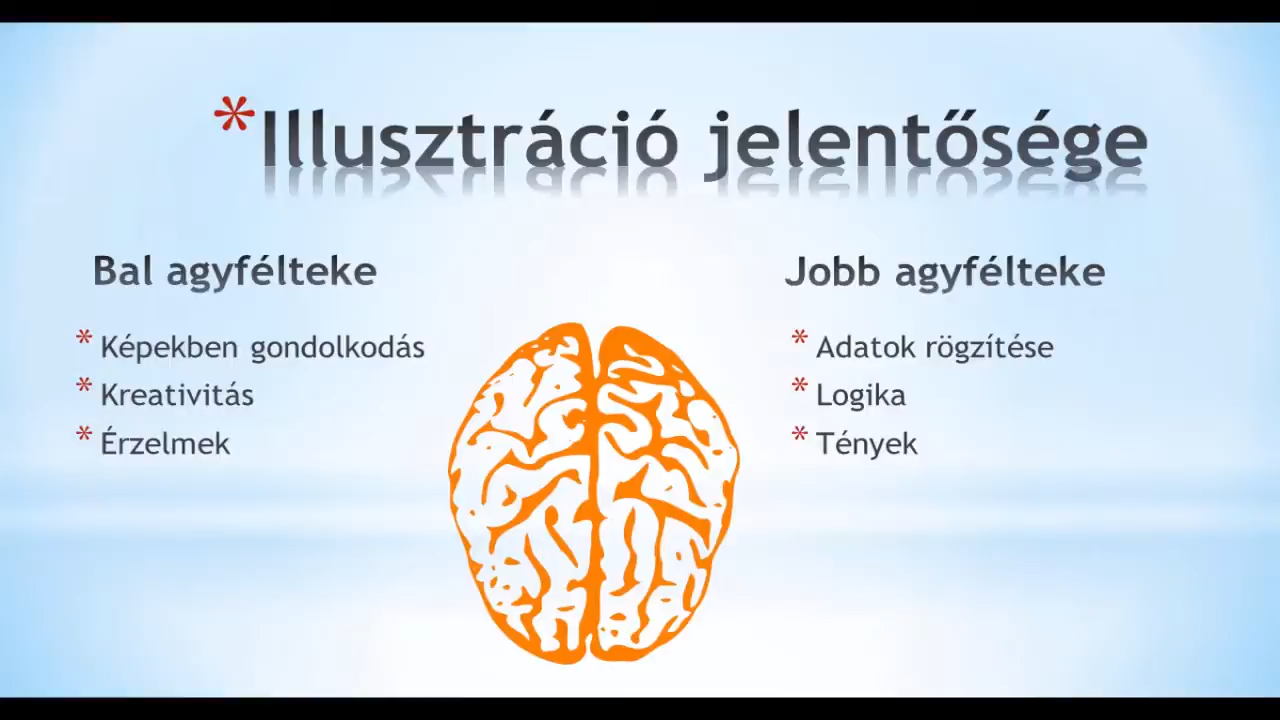 *Illusztráció jelentősége
Bal agyfélteke
* Képekben gondolkodás
* Kreativitás
* Érzelmek
Jobb agyfélteke
* Adatok rögzítése
* Logika
* Tények